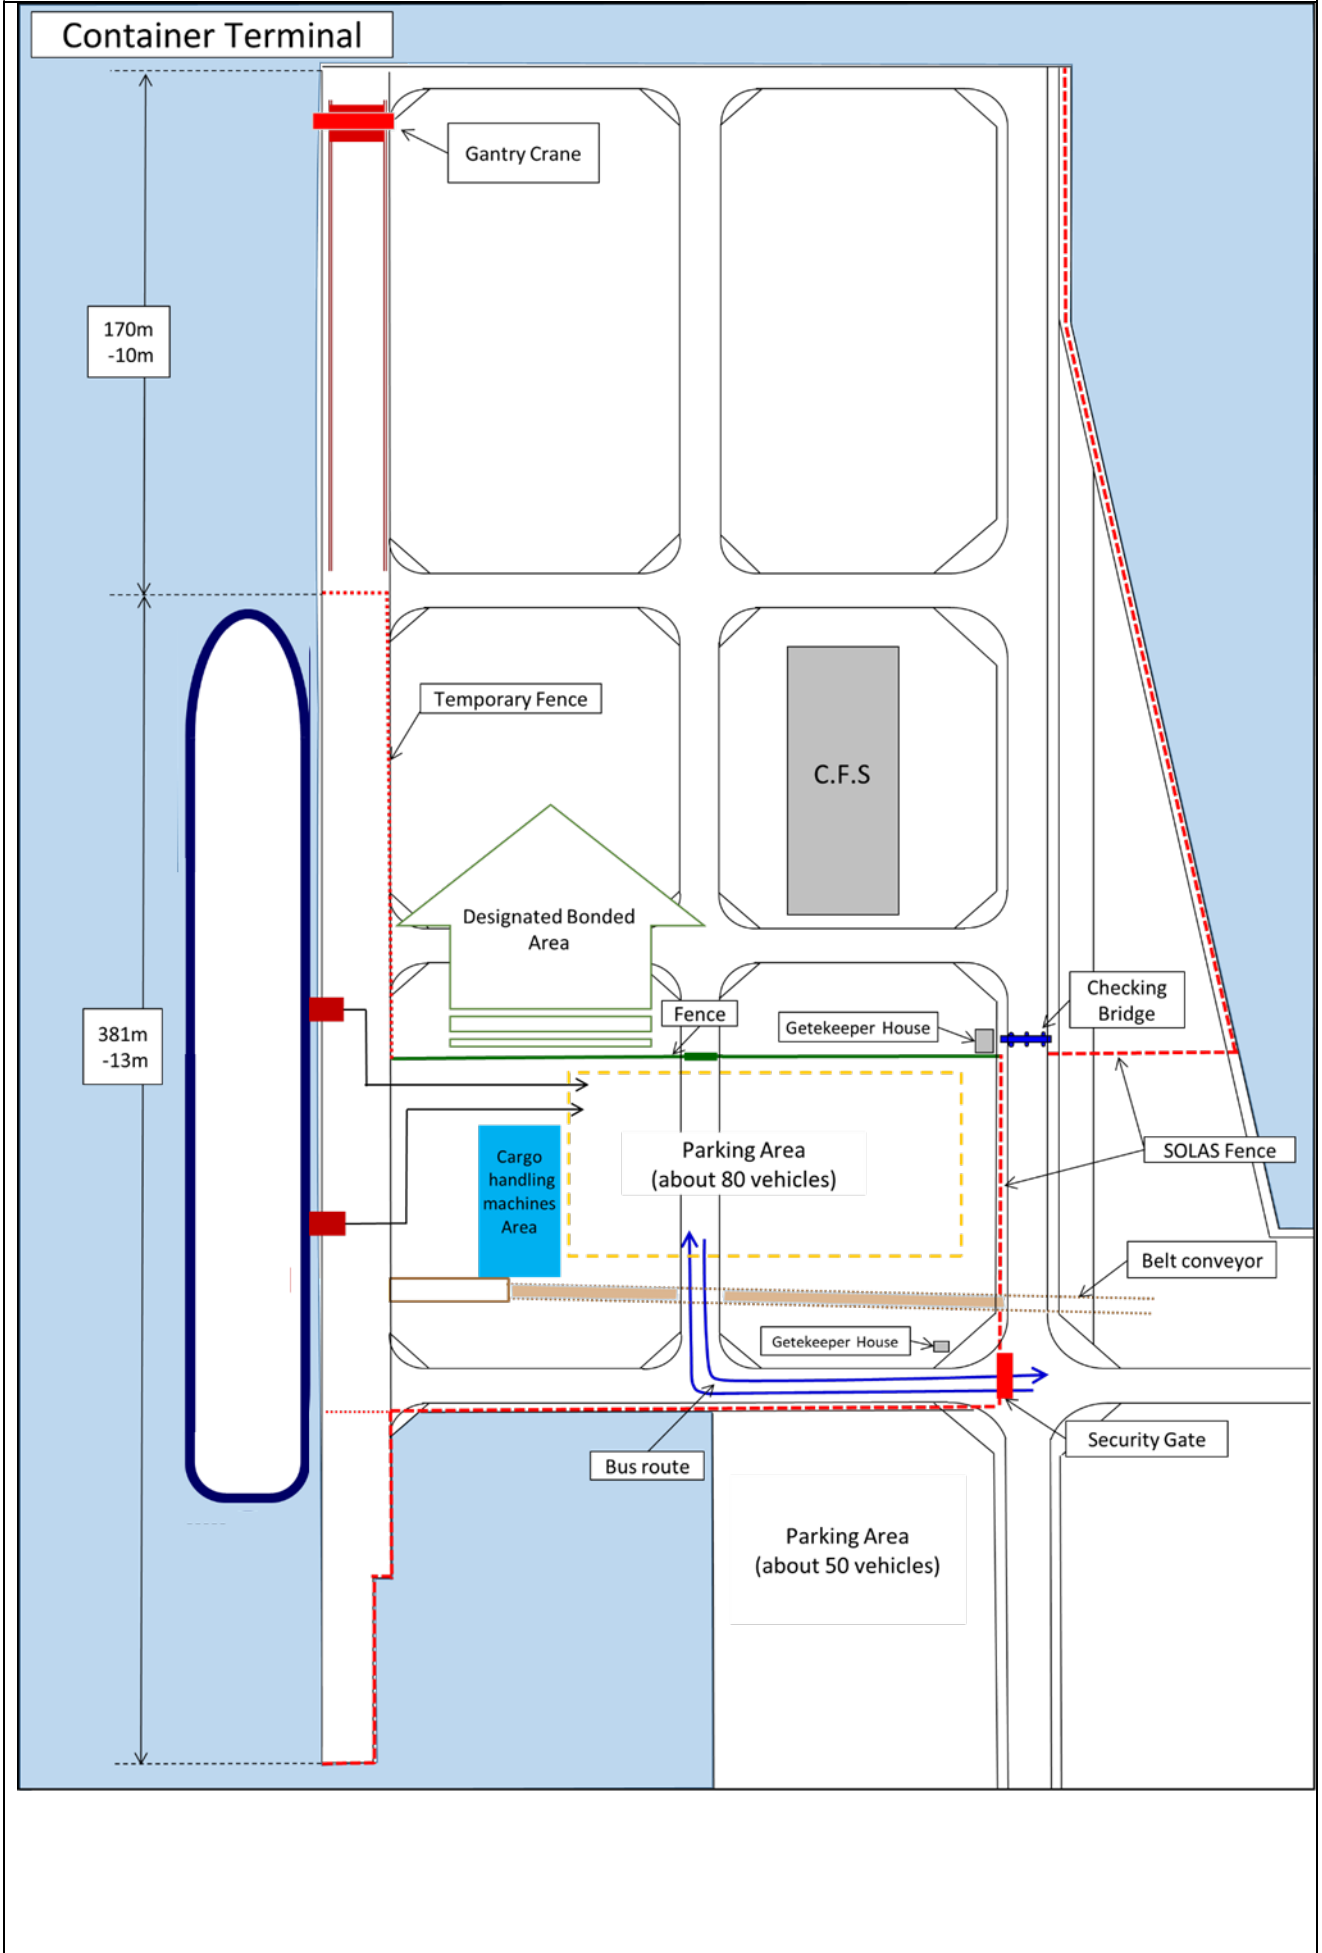 Container Terminal
Gantry Crane
170m
-10m
Temporary Fence
C.F.S
Designated Bonded
Area
Checking
Bridge
Fence
Getekeeper House
381m
-13m
Parking Area
(about 80 vehicles)
SOLAS Fence
Cargo
handling
machines
Area
Belt conveyor
Getekeeper House
Security Gate
Bus route
Parking Area
(about 50 vehicles)